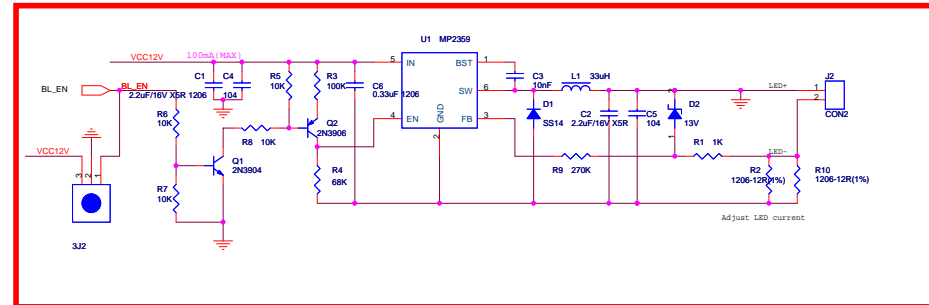 U1 MP2359
VCC12V
100mA(MAX)
5 IN
BST 1
BL_EN
BL_EN
2.2uF/16V X5R 1206
C1
C4
104
R5
10K
R3
100K
C6
0.33uF 1206
SW 6
C3
10nF
L1 33uH
LED+
J2
1
2
CON2
R6
10K
Q2
2N3906
4 EN
GND
2
FB 3
D1
SS14
C2
2.2uF/16V X5R
C5
104
2
D2
13V
1
R8 10K
VCC12V
Q1
2N3904
R9 270K
R1 1K
LED-
3
2
1
R7
10K
R4
68K
R2
1206-12R(1%)
R10
1206-12R(1%)
Adjust LED current
3J2